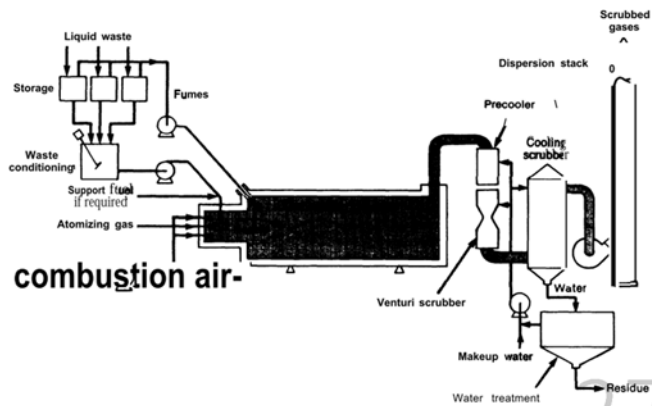 Liquid waste
Storage
Fumes
Waste
conditioning
Support fuel
if required
Atomizing gas
combustion air-
Scrubbed
gases
Dispersion stack
Precooler
Cooling
scrubber
Venturi scrubber
Water
Makeup water
Water treatment
Residue